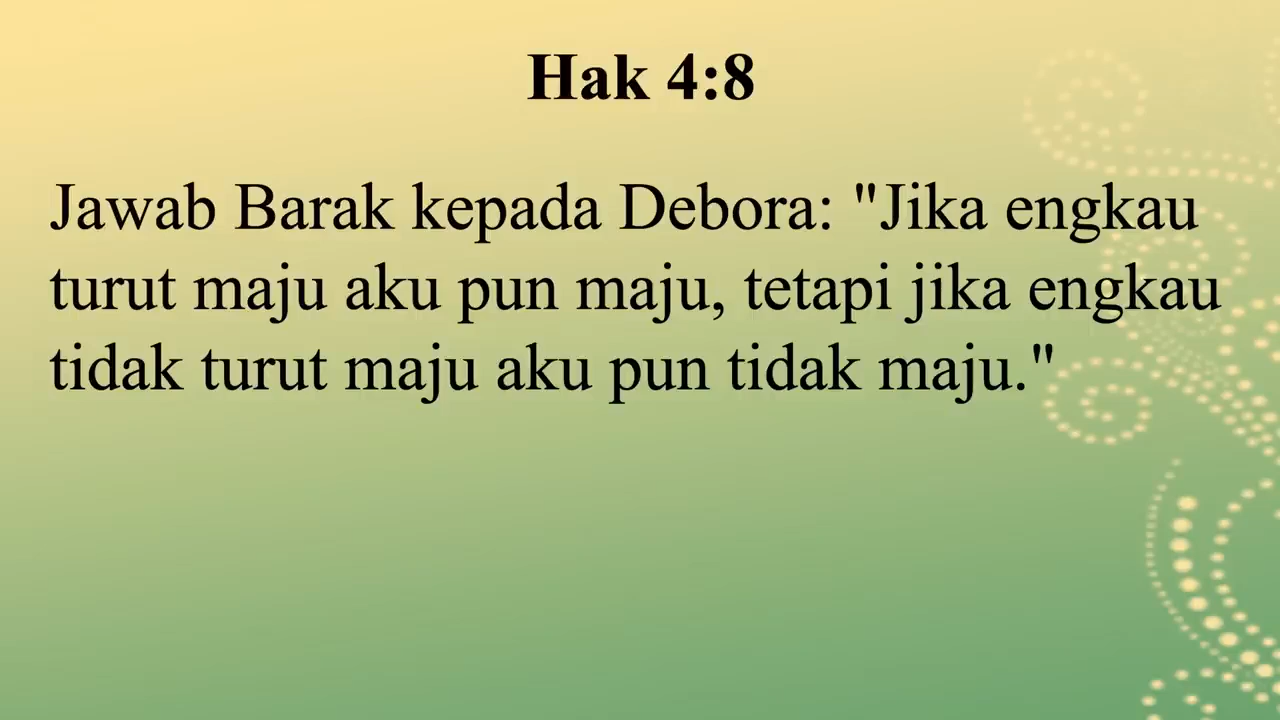 Hak 4:8
Jawab Barak kepada Debora: "Jika engkau
turut maju aku pun maju, tetapi jika engkau
tidak turut maju aku pun tidak maju."